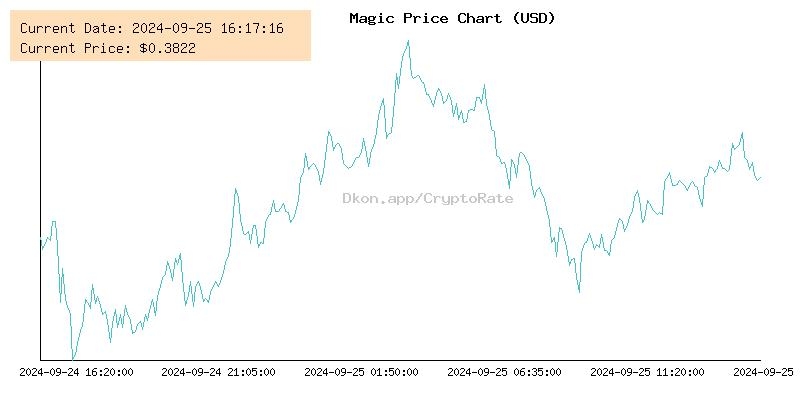 Magic Price Chart (USD)
Current Date: 2024-09-25 16:17:16
Current Price: $0.3822
Dkon.app/CryptoRate
2024-09-24 16:20:00 2024-09-24 21:05:00 2024-09-25 01:50:00 2024-09-25 06:35:00 2024-09-25 11:20:00 2024-09-25